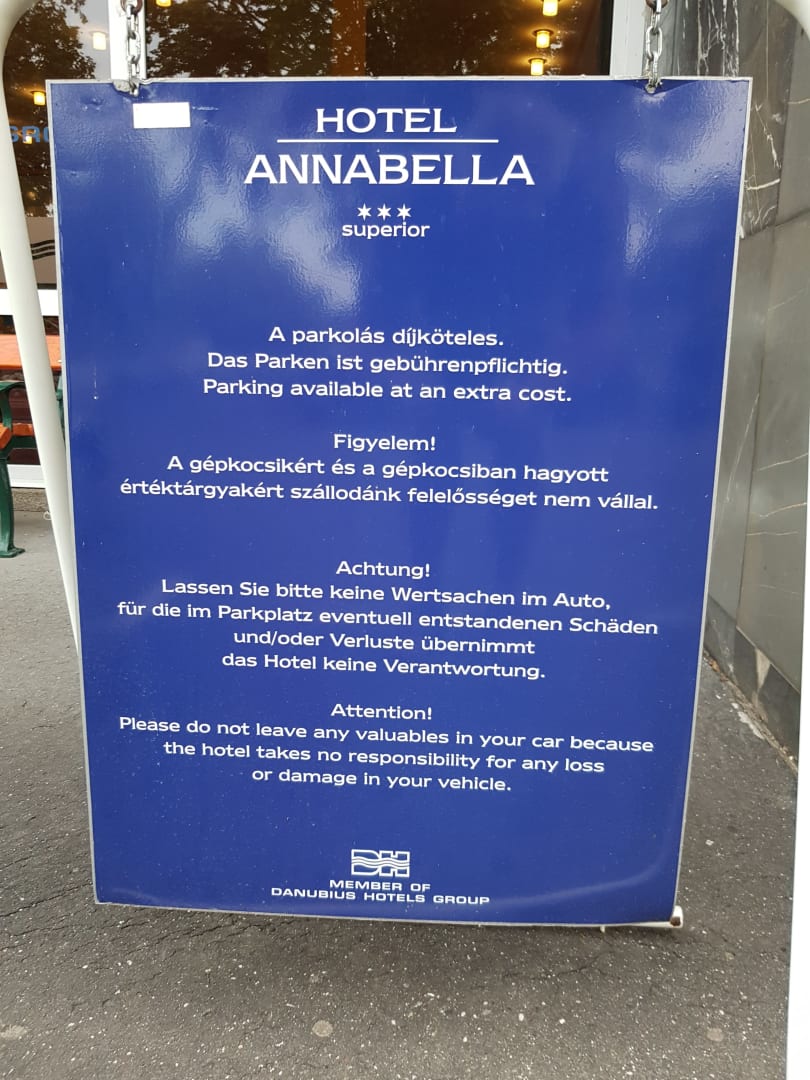 HOTEL
ANNABELLA
★★★
superior
A parkolás díjköteles.
Das Parken ist gebührenpflichtig.
Parking available at an extra cost.
Figyelem!
A gépkocsikért és a gépkocsiban hagyott
értéktárgyakért szállodánk felelősséget nem vállal.
Achtung!
Lassen Sie bitte keine Wertsachen im Auto,
für die im Parkplatz eventuell entstandenen Schäden
und/oder Verluste übernimmt
das Hotel keine Verantwortung.
Attention!
Please do not leave any valuables in your car because
the hotel takes no responsibility for any loss
or damage in your vehicle.
DH
MEMBER OF
DANUBIUS HOTELS GROUP